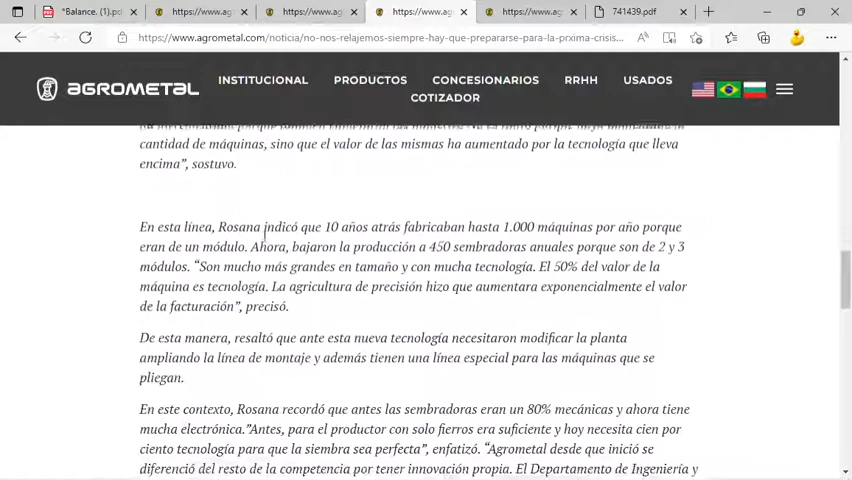 *Balance. (1).pd
https://www.agrom
https://www.agrom
https://www.agrom
https://www.agrom
741439.pdf
https://www.agrometal.com/noticia/no-nos-relajemos-siempre-hay-que-prepararse-para-la-prxima-crisis...
AGROMETAL
INSTITUCIONAL PRODUCTOS CONCESIONARIOS RRHH USADOS
COTIZADOR
cantidad de máquinas, sino que el valor de las mismas ha aumentado por la tecnología que lleva
encima”, sostuvo.
En esta línea, Rosana indicó que 10 años atrás fabricaban hasta 1.000 máquinas por año porque
eran de un módulo. Ahora, bajaron la producción a 450 sembradoras anuales porque son de 2 y 3
módulos. “Son mucho más grandes en tamaño y con mucha tecnología. El 50% del valor de la
máquina es tecnología. La agricultura de precisión hizo que aumentara exponencialmente el valor
de la facturación”, precisó.
De esta manera, resaltó que ante esta nueva tecnología necesitaron modificar la planta
ampliando la línea de montaje y además tienen una línea especial para las máquinas que se
pliegan.
En este contexto, Rosana recordó que antes las sembradoras eran un 80% mecánicas y ahora tiene
mucha electrónica.”Antes, para el productor con solo fierros era suficiente y hoy necesita cien por
ciento tecnología para que la siembra sea perfecta”, enfatizó. “Agrometal desde que inició se
diferenció del resto de la competencia por tener innovación propia. El Departamento de Ingeniería y